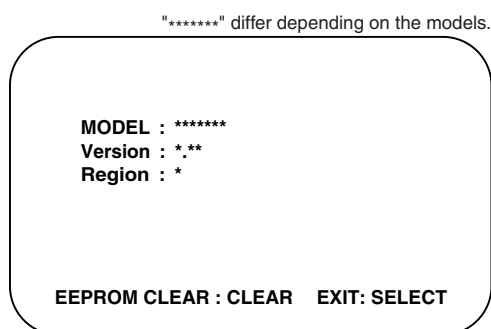 "*******" differ depending on the models.
MODEL : *******
Version : *.**
Region : *
EEPROM CLEAR : CLEAR EXIT: SELECT